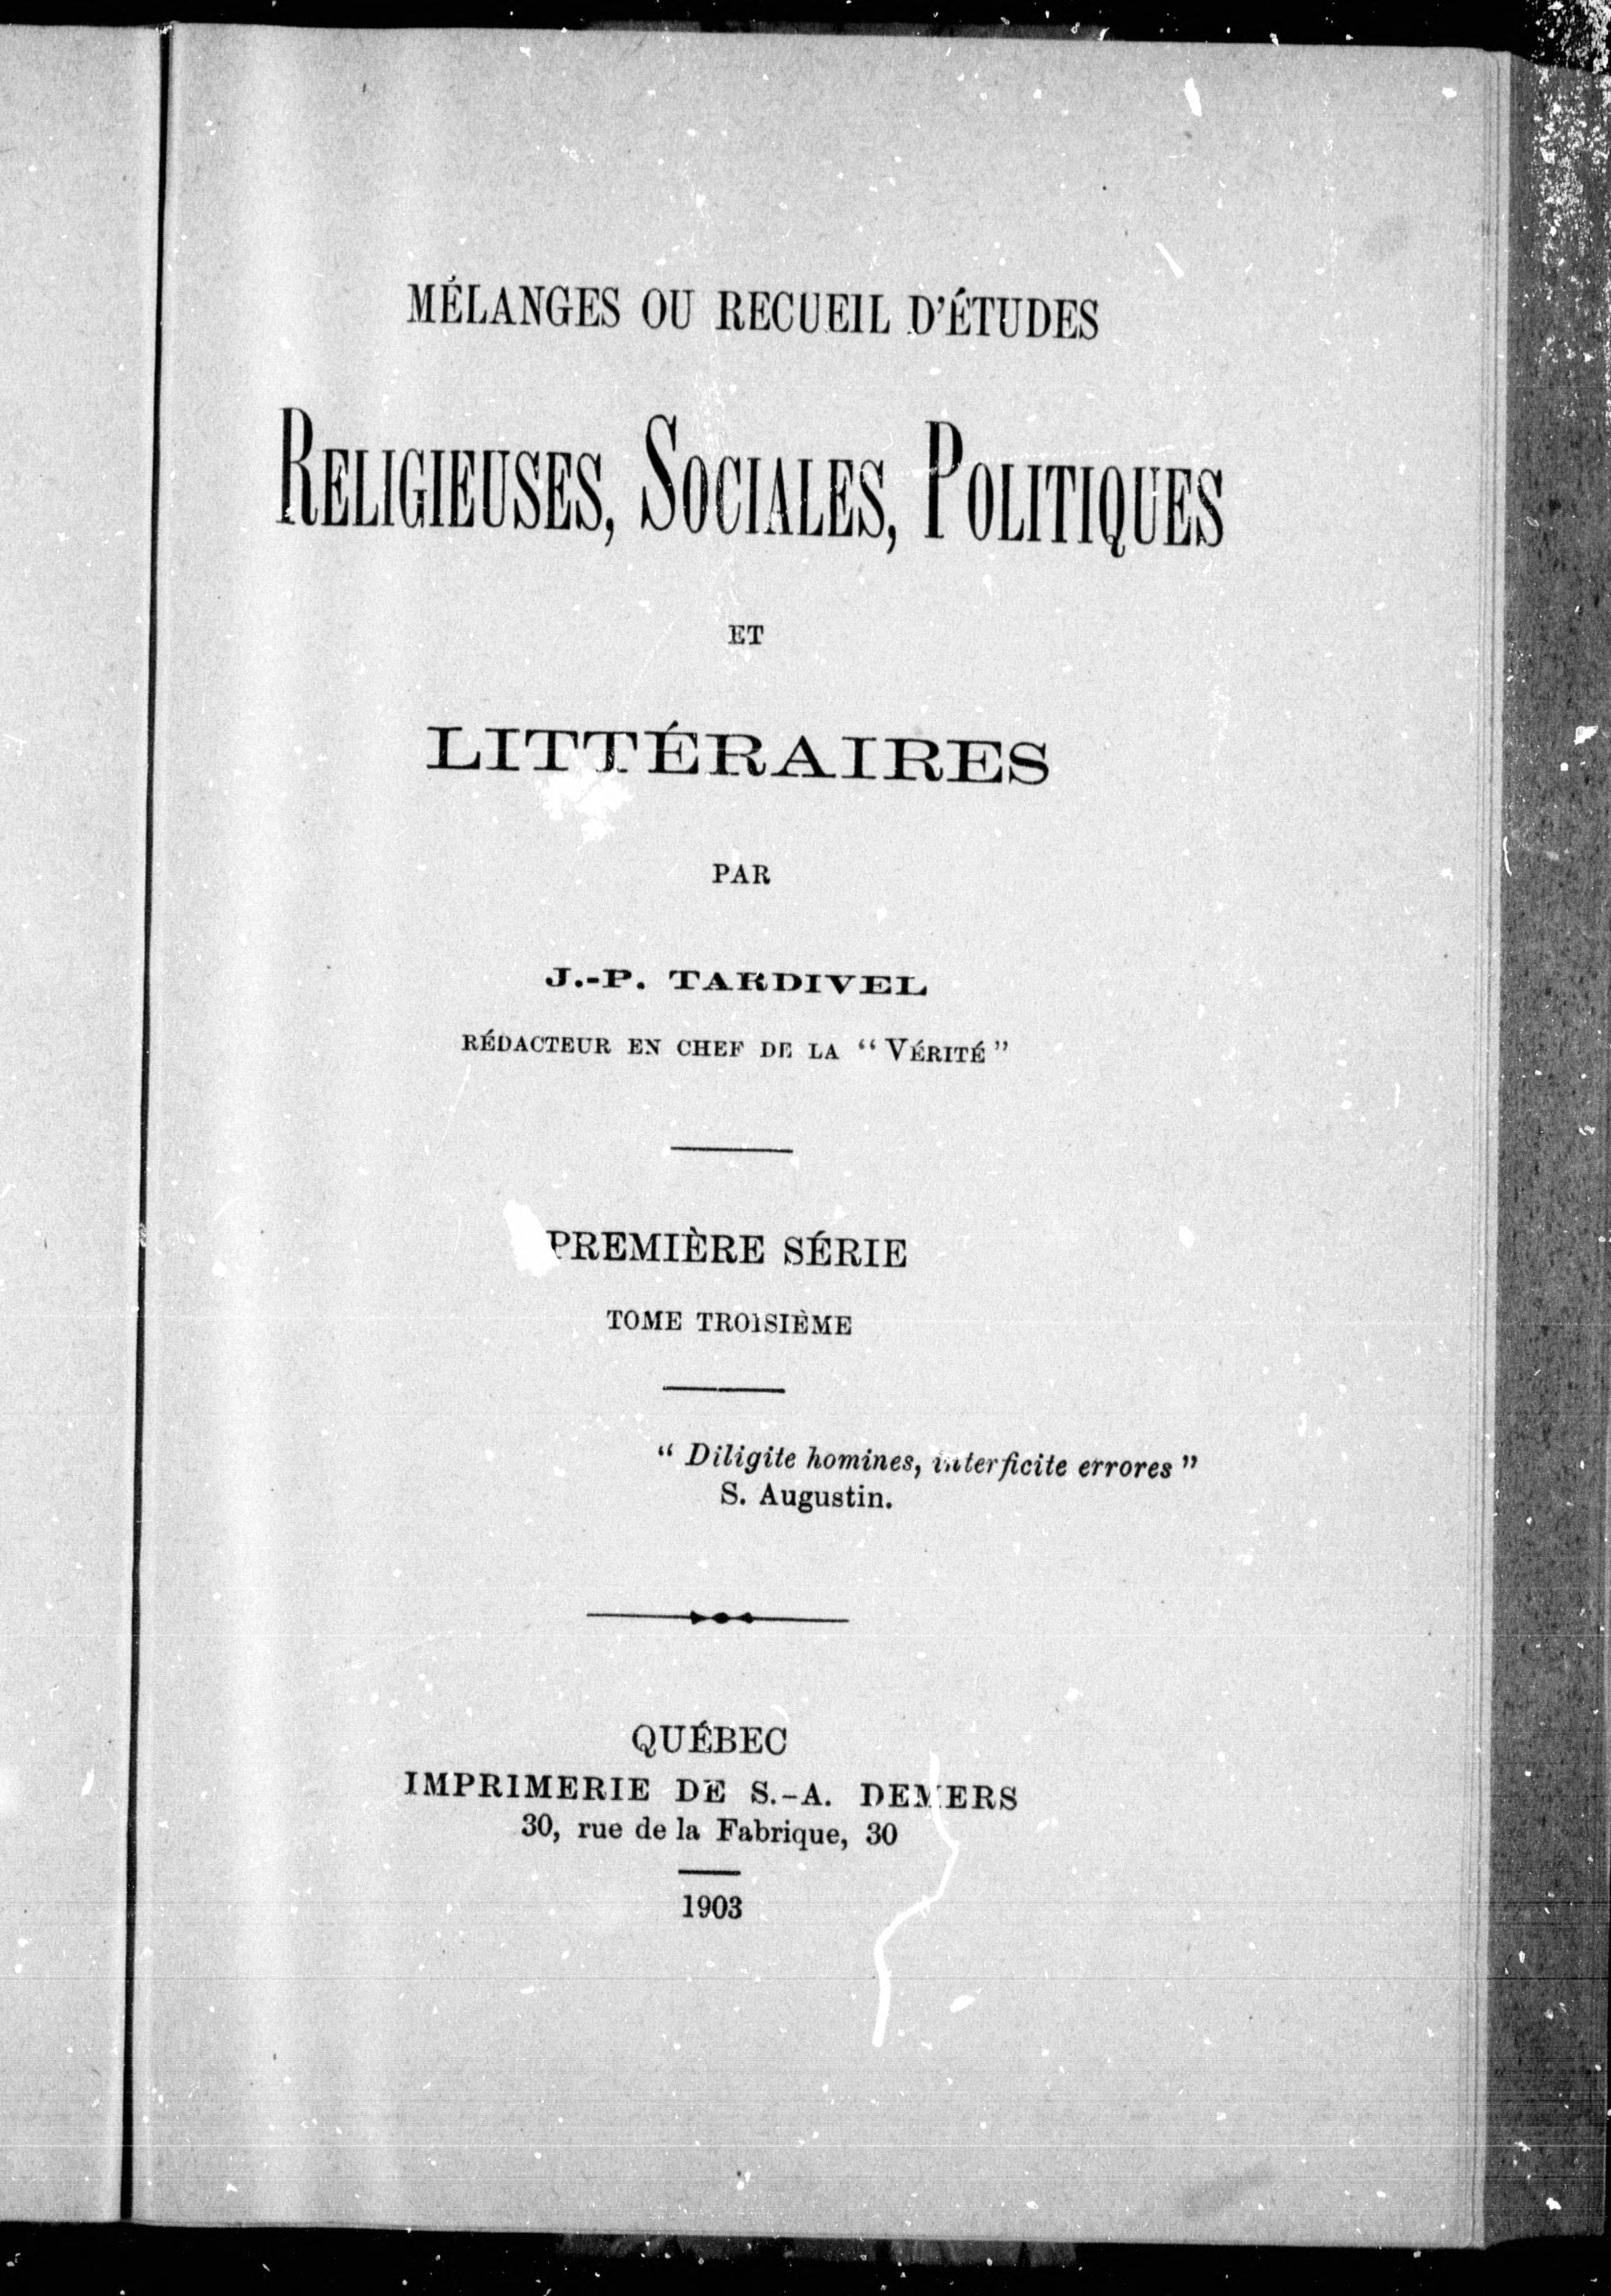 MÉLANGES OU RECUEIL D'ÉTUDES
RELIGIEUSES, SOCIALES, POLITIQUES
ET
LITTÉRAIRES
PAR
J.-P. TARDIVEL
RÉDACTEUR EN CHEF DE LA “ VÉRITÉ ”
PREMIÈRE SÉRIE
TOME TROISIÈME
“ Diligite homines, interficite errores ”
S. Augustin.
QUÉBEC
IMPRIMERIE DE S.-A. DEMERS
30, rue de la Fabrique, 30
1903